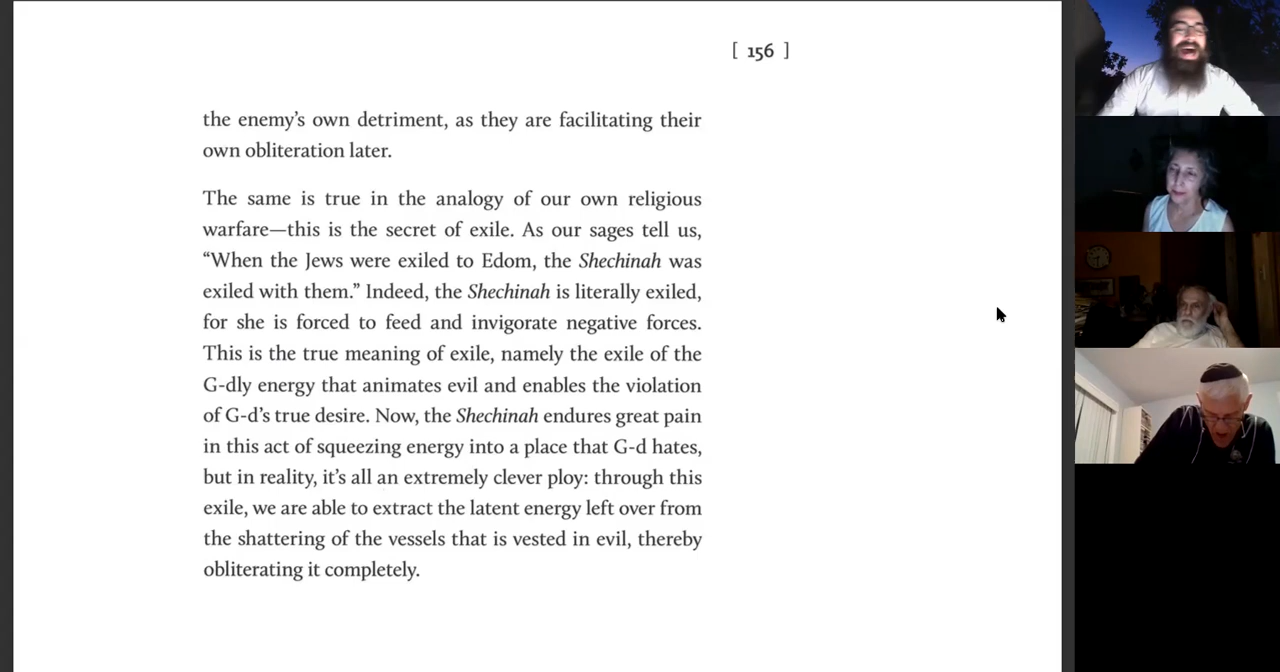 [ 156 ]
the enemy’s own detriment, as they are facilitating their
own obliteration later.
The same is true in the analogy of our own religious
warfare—this is the secret of exile. As our sages tell us,
“When the Jews were exiled to Edom, the Shechinah was
exiled with them.” Indeed, the Shechinah is literally exiled,
for she is forced to feed and invigorate negative forces.
This is the true meaning of exile, namely the exile of the
G-dly energy that animates evil and enables the violation
of G-d’s true desire. Now, the Shechinah endures great pain
in this act of squeezing energy into a place that G-d hates,
but in reality, it’s all an extremely clever ploy: through this
exile, we are able to extract the latent energy left over from
the shattering of the vessels that is vested in evil, thereby
obliterating it completely.